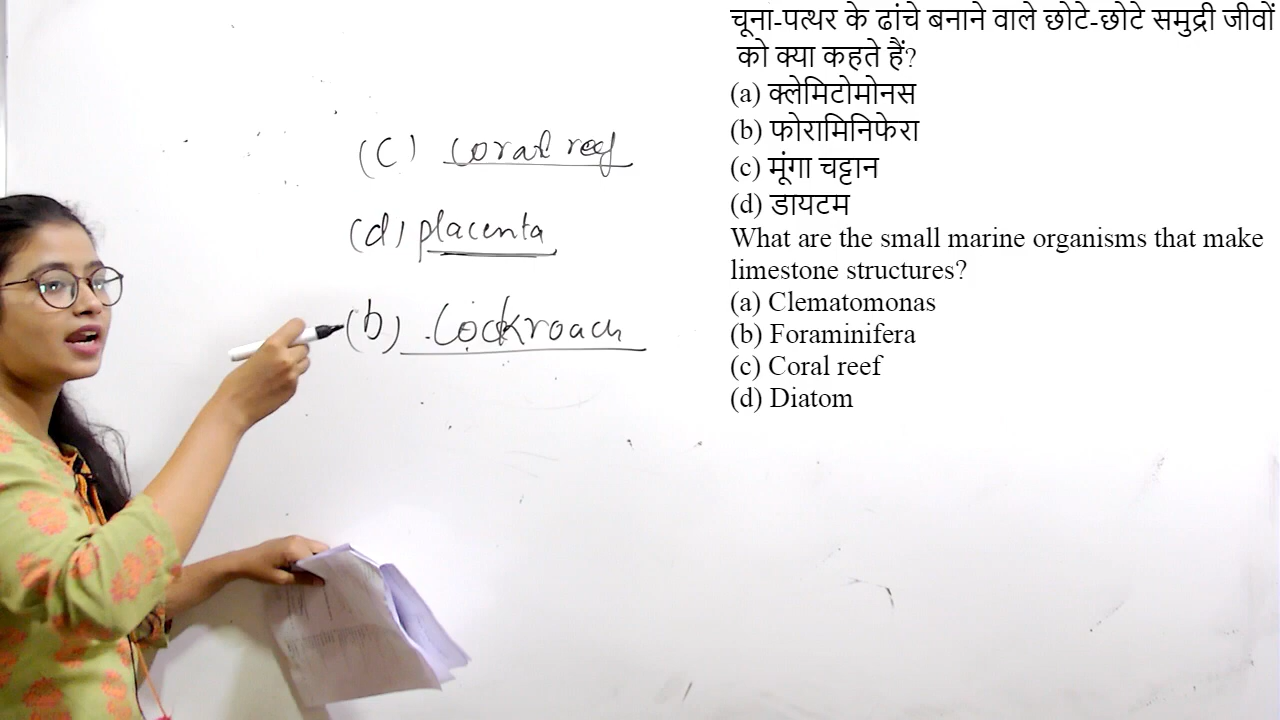 (c) coral reef
(d) placenta
(b) Cockroach
चूना-पत्थर के ढांचे बनाने वाले छोटे-छोटे समुद्री जीवों
को क्या कहते हैं?
(a) क्लेमिटोमोनस
(b) फोरामिनिफेरा
(c) मूंगा चट्टान
(d) डायटम
What are the small marine organisms that make
limestone structures?
(a) Clematomonas
(b) Foraminifera
(c) Coral reef
(d) Diatom